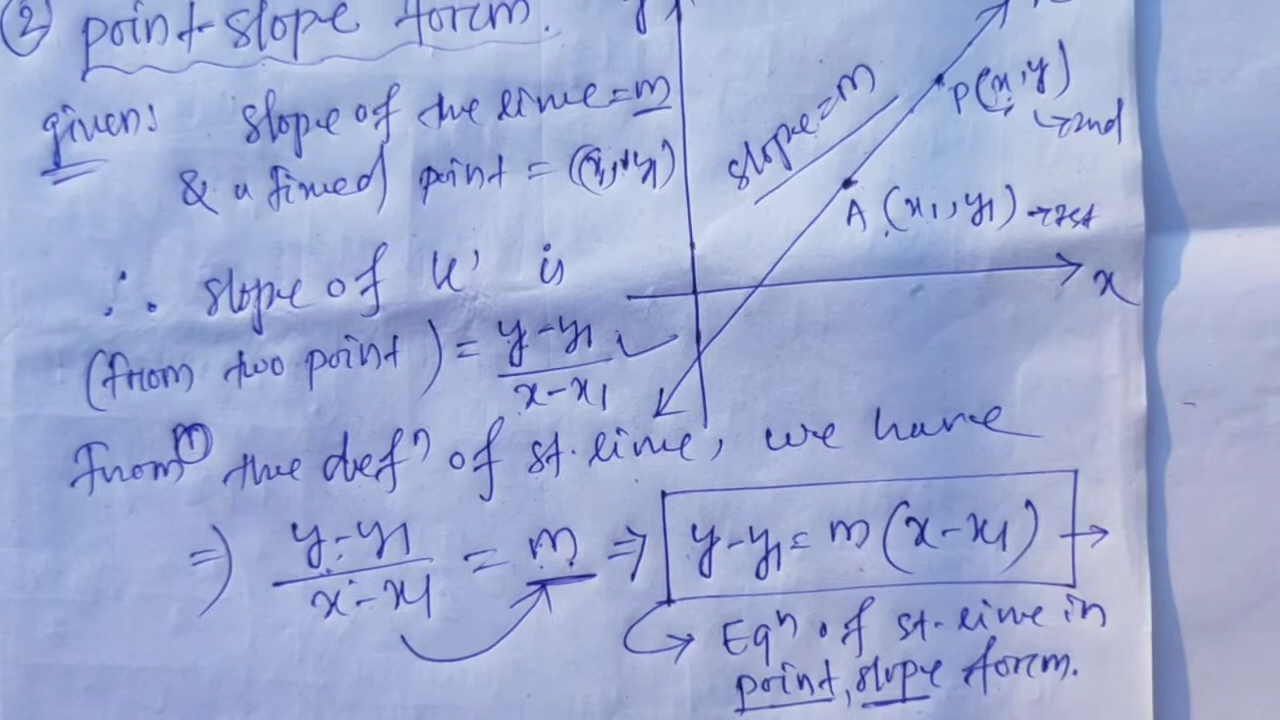 ② point-slope form.
given: slope of the line = m
& a fixed point = (x₁, y₁)
∴ slope of 'l' is
(from two point) = y-y₁ / x-x₁
From ① the defⁿ of st. line, we have
⇒ y-y₁ / x-x₁ = m ⇒ y-y₁ = m(x-x₁) →
→ Eqⁿ of st. line in
point, slope form.
y
slope = m
P(x, y)
→ 2nd
A (x₁, y₁) → 1st
x